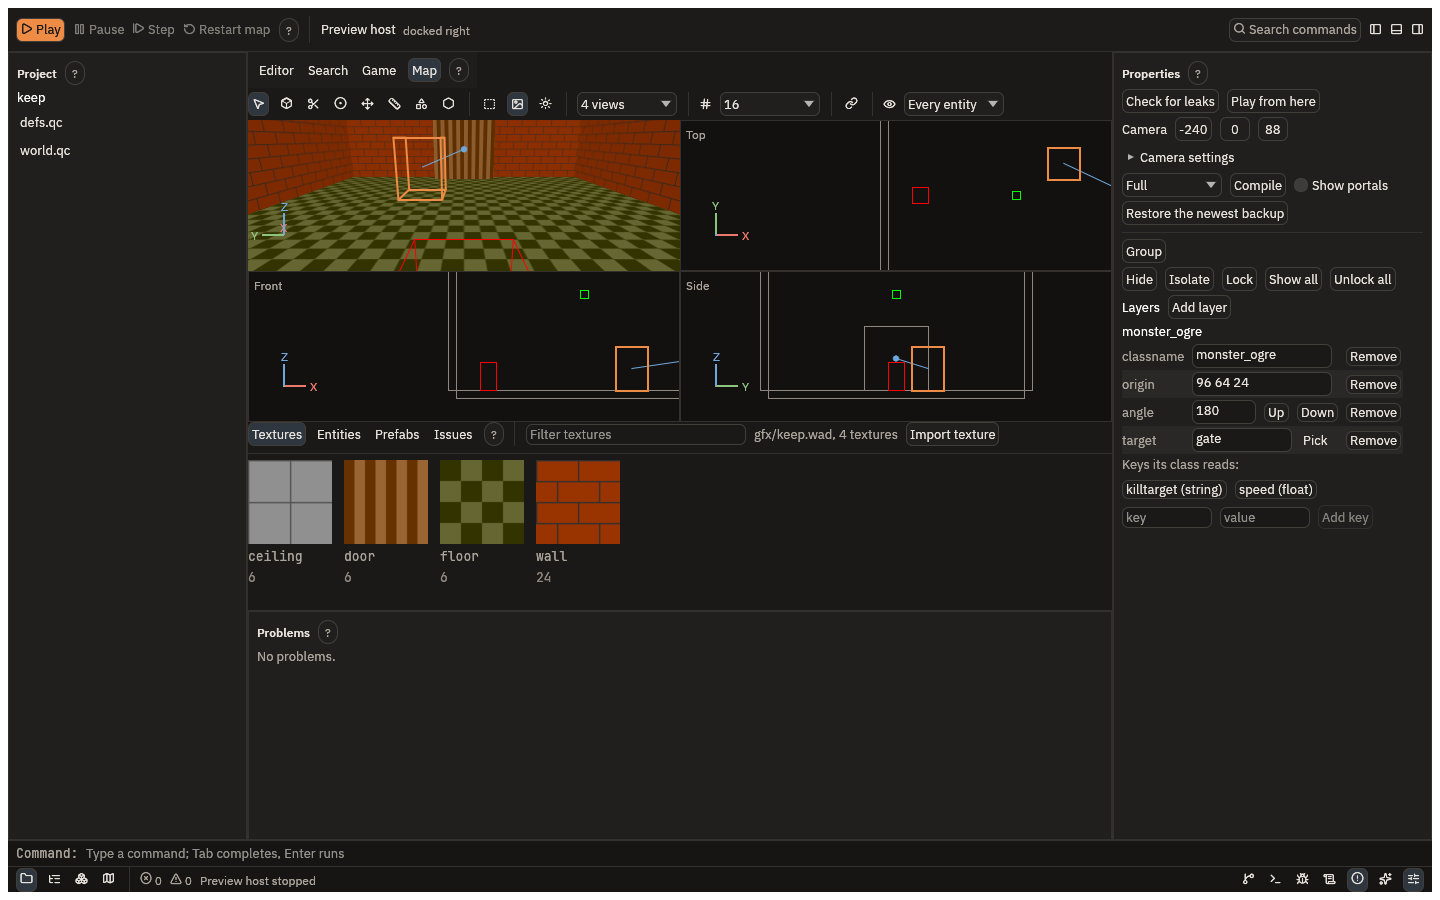 Play Pause Step Restart map ? Preview host docked right Search commands
Project ?
keep
defs.qc
world.qc
Editor Search Game Map ?
4 views 16 Every entity
Z
Y X
Top
Y
X
Front
Z
X
Side
Z
Y
Textures Entities Prefabs Issues ? Filter textures gfx/keep.wad, 4 textures Import texture
ceiling door floor wall
6 6 6 24
Problems ?
No problems.
Properties ?
Check for leaks Play from here
Camera -240 0 88
Camera settings
Full Compile Show portals
Restore the newest backup
Group
Hide Isolate Lock Show all Unlock all
Layers Add layer
monster_ogre
classname monster_ogre Remove
origin 96 64 24 Remove
angle 180 Up Down Remove
target gate Pick Remove
Keys its class reads:
killtarget (string) speed (float)
key value Add key
Command: Type a command; Tab completes, Enter runs
0 0 Preview host stopped